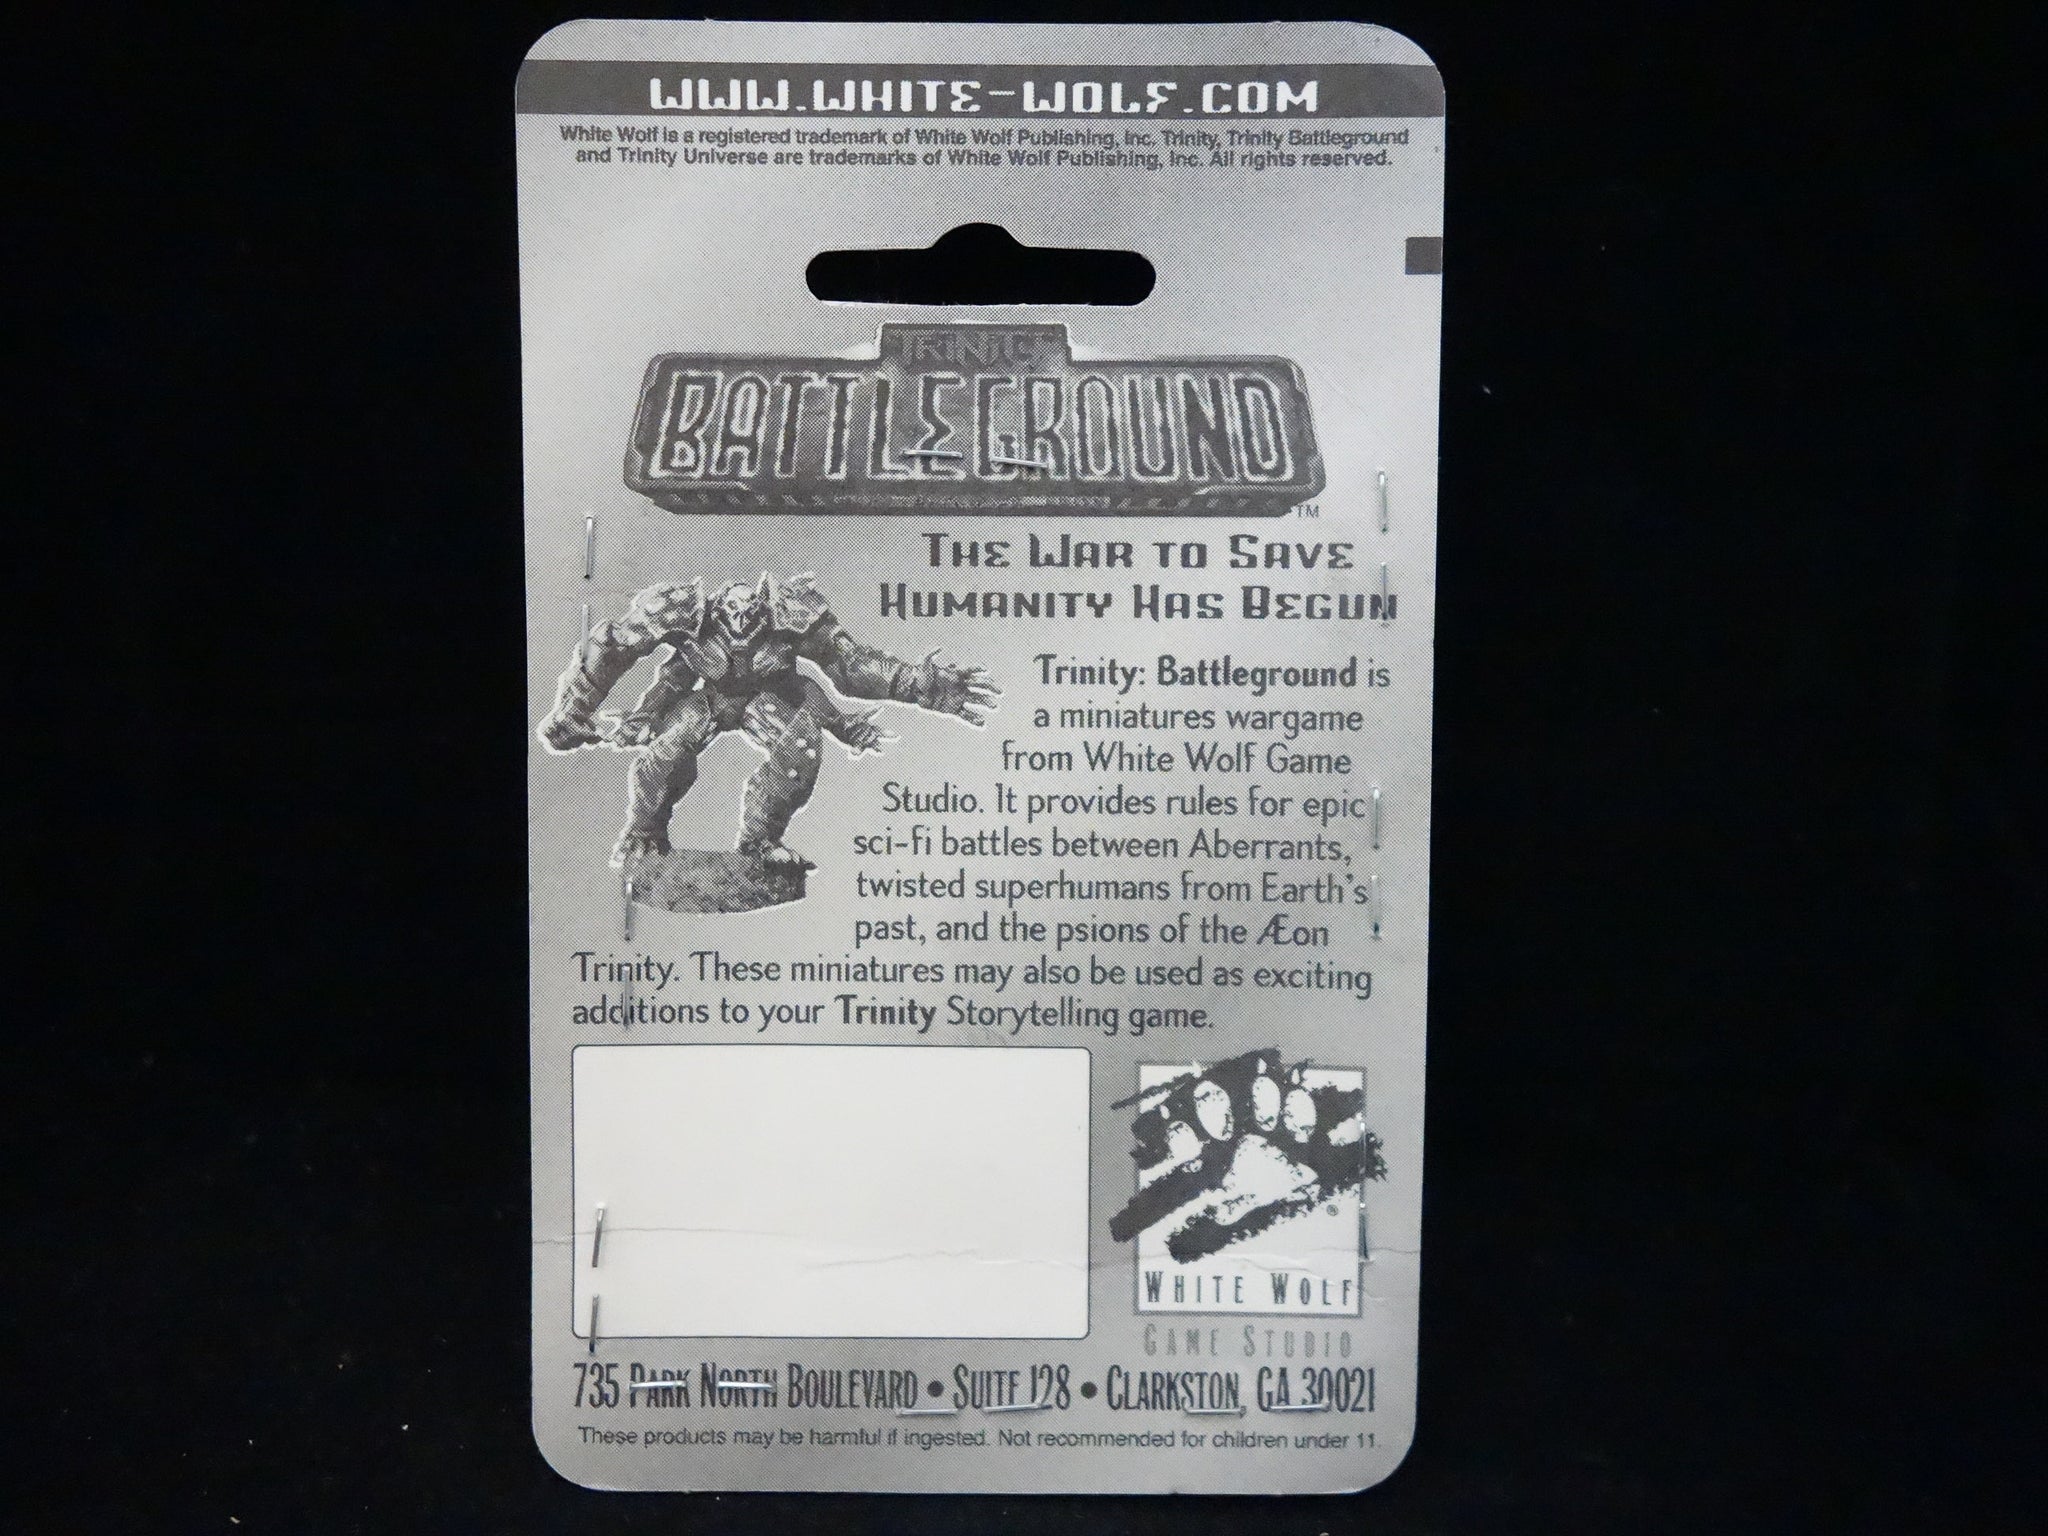 WWW.WHITE-WOLF.COM
White Wolf is a registered trademark of White Wolf Publishing, Inc. Trinity, Trinity Battleground
and Trinity Universe are trademarks of White Wolf Publishing, Inc. All rights reserved.
TRINITY
BATTLEGROUND
TM
THE WAR TO SAVE
HUMANITY HAS BEGUN
Trinity: Battleground is
a miniatures wargame
from White Wolf Game
Studio. It provides rules for epic
sci-fi battles between Aberrants,
twisted superhumans from Earth's
past, and the psions of the Æon
Trinity. These miniatures may also be used as exciting
additions to your Trinity Storytelling game.
®
WHITE WOLF
GAME STUDIO
735 PARK NORTH BOULEVARD • SUITE 128 • CLARKSTON, GA 30021
These products may be harmful if ingested. Not recommended for children under 11.